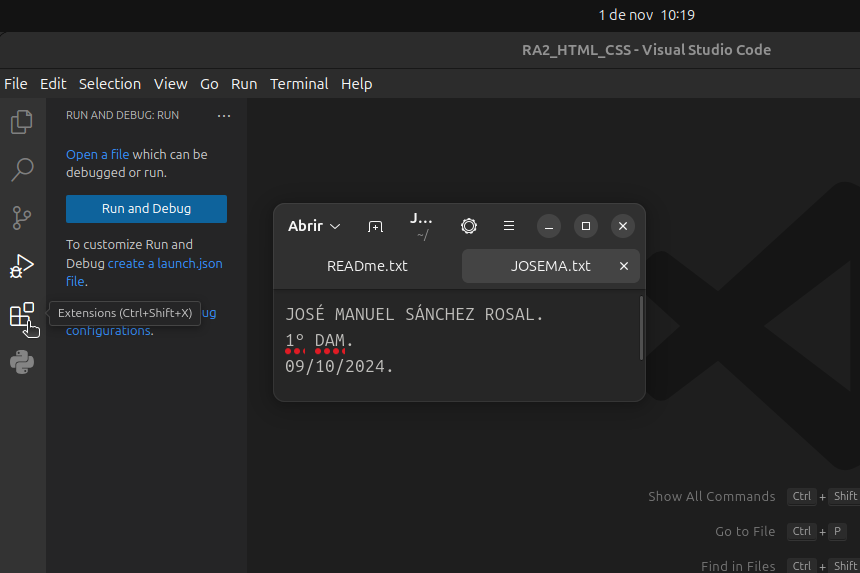 1 de nov 10:19
RA2_HTML_CSS - Visual Studio Code
File Edit Selection View Go Run Terminal Help
RUN AND DEBUG: RUN ...
Open a file which can be
debugged or run.
Run and Debug
To customize Run and
Debug create a launch.json
file.
Extensions (Ctrl+Shift+X)
ug
configurations.
Abrir
J...
~/
READme.txt
JOSEMA.txt
JOSÉ MANUEL SÁNCHEZ ROSAL.
1º DAM.
09/10/2024.
Show All Commands Ctrl + Shift
Go to File Ctrl + P
Find in Files Ctrl + Shift